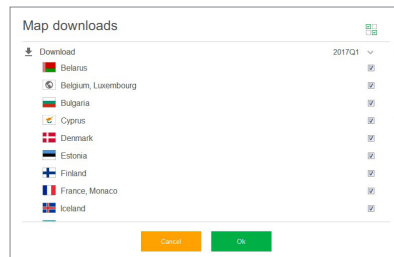 Map downloads
Download 2017Q1
Belarus
Belgium, Luxembourg
Bulgaria
Cyprus
Denmark
Estonia
Finland
France, Monaco
Iceland
Cancel Ok